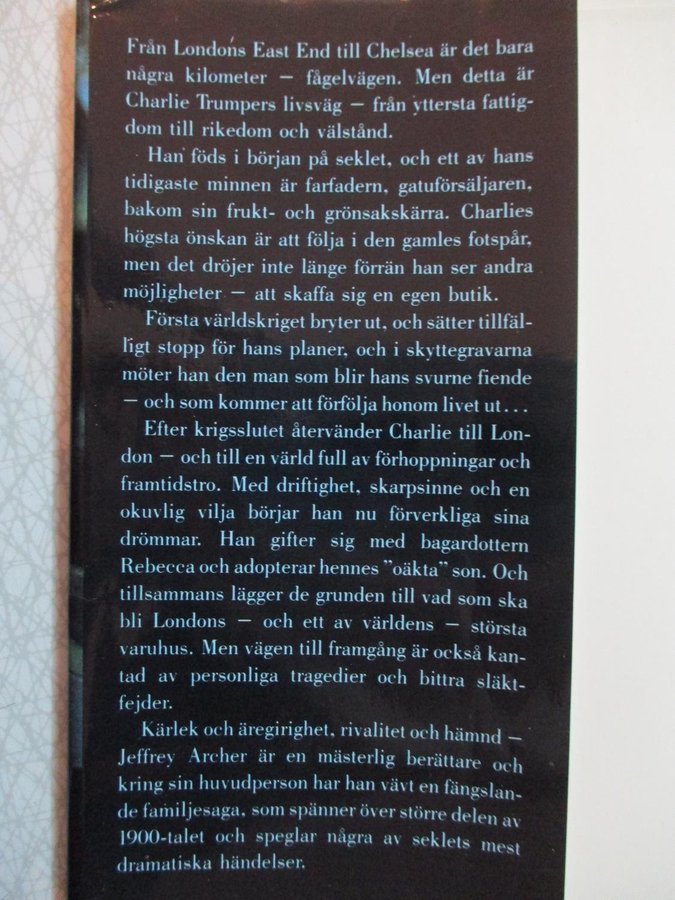 Från Londons East End till Chelsea är det bara
några kilometer – fågelvägen. Men detta är
Charlie Trumpers livsväg – från yttersta fattig-
dom till rikedom och välstånd.
Han föds i början på seklet, och ett av hans
tidigaste minnen är farfadern, gatuförsäljaren,
bakom sin frukt- och grönsakskärra. Charlies
högsta önskan är att följa i den gamles fotspår,
men det dröjer inte länge förrän han ser andra
möjligheter – att skaffa sig en egen butik.
Första världskriget bryter ut, och sätter tillfäl-
ligt stopp för hans planer, och i skyttegravarna
möter han den man som blir hans svurne fiende
– och som kommer att förfölja honom livet ut...
Efter krigsslutet återvänder Charlie till Lon-
don – och till en värld full av förhoppningar och
framtidstro. Med driftighet, skarpsinne och en
okuvlig vilja börjar han nu förverkliga sina
drömmar. Han gifter sig med bagardottern
Rebecca och adopterar hennes ”oäkta” son. Och
tillsammans lägger de grunden till vad som ska
bli Londons – och ett av världens – största
varuhus. Men vägen till framgång är också kan-
tad av personliga tragedier och bittra släkt-
fejder.
Kärlek och äregirighet, rivalitet och hämnd –
Jeffrey Archer är en mästerlig berättare och
kring sin huvudperson har han vävt en fängslan-
de familjesaga, som spänner över större delen av
1900-talet och speglar några av seklets mest
dramatiska händelser.